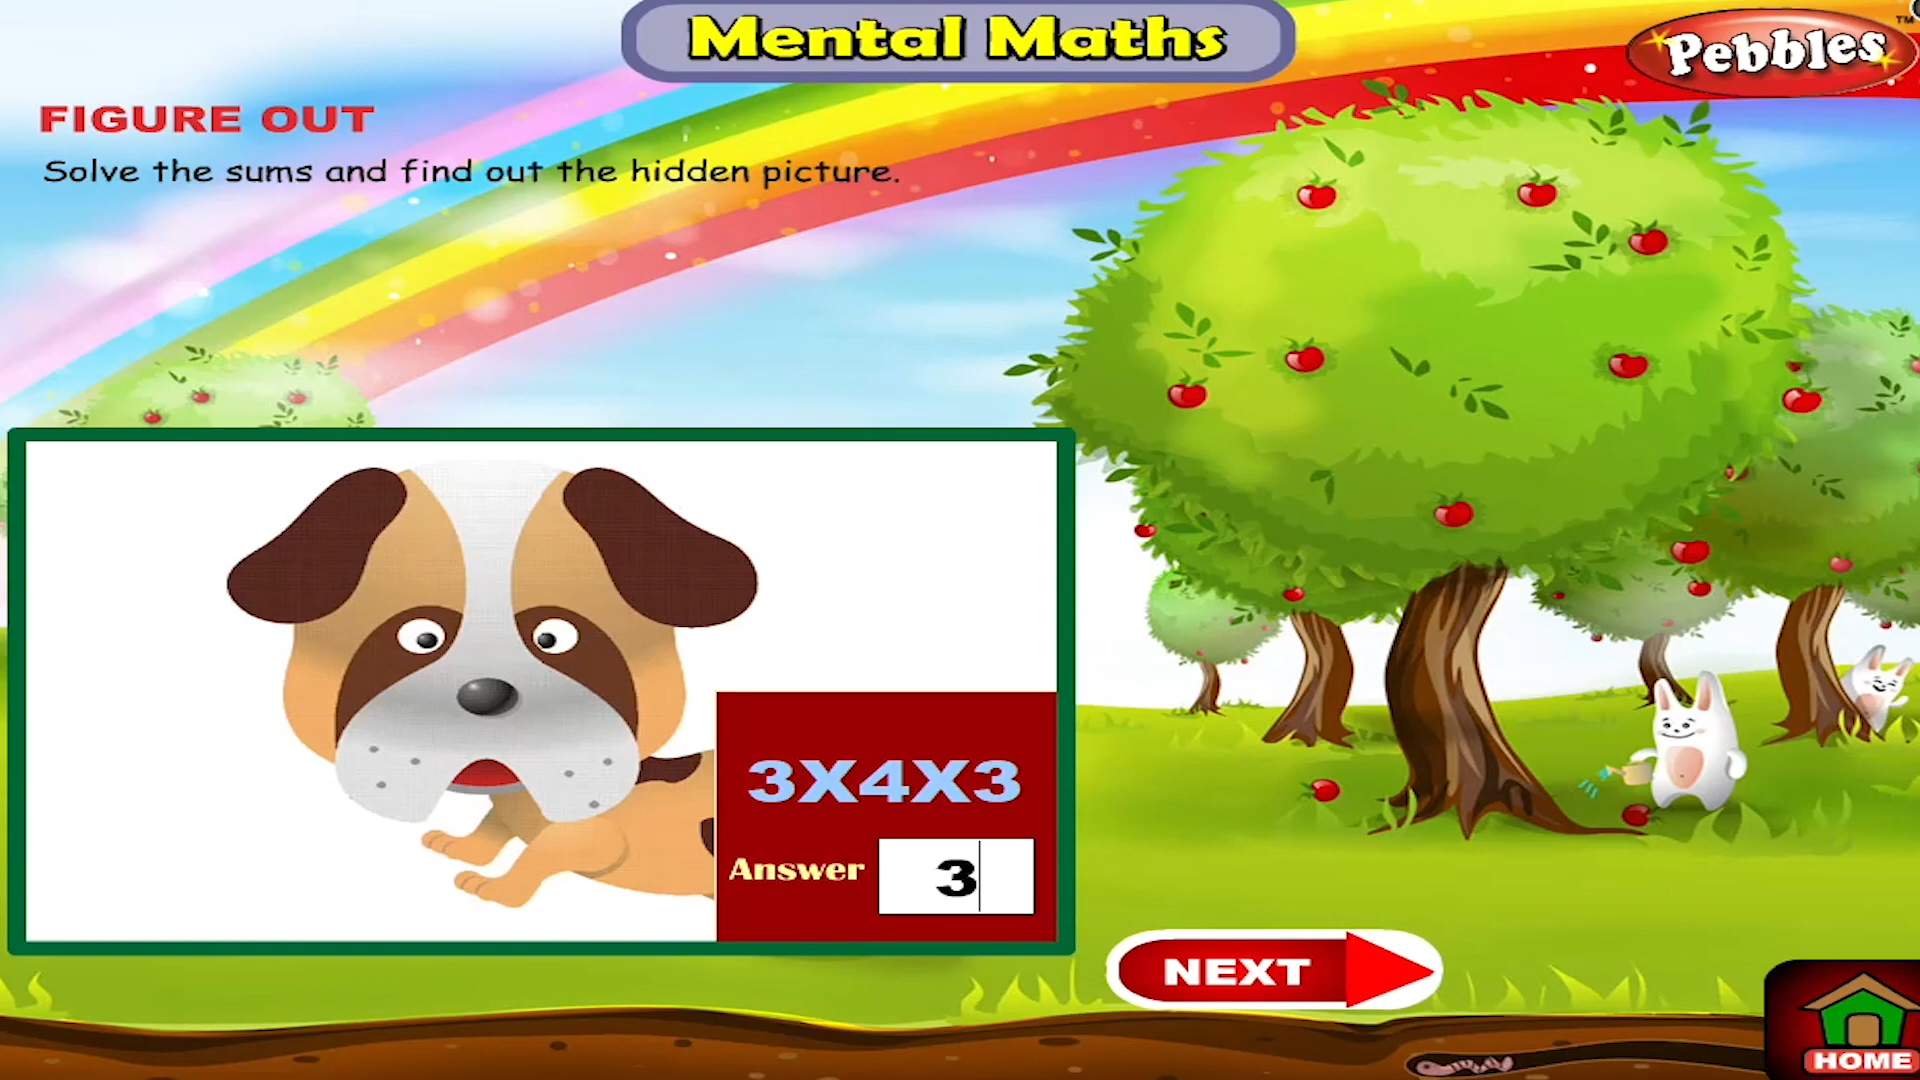 Mental Maths
Pebbles TM
FIGURE OUT
Solve the sums and find out the hidden picture.
3X4X3
Answer 3
NEXT
HOME